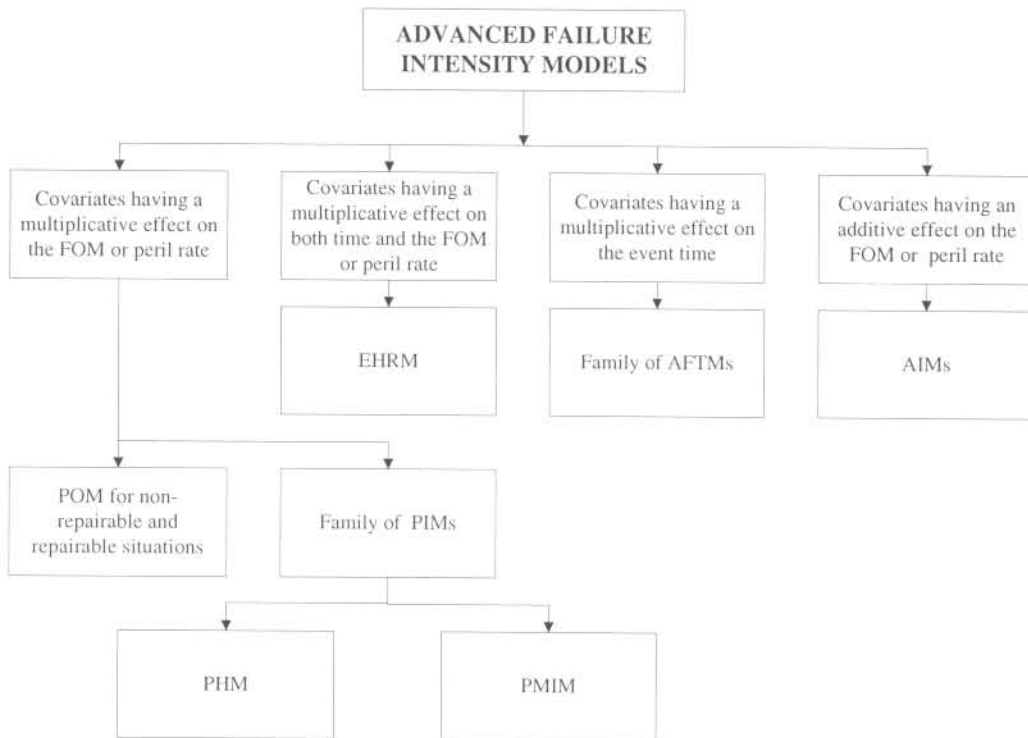 ADVANCED FAILURE
INTENSITY MODELS
Covariates having a
multiplicative effect on
the FOM or peril rate
Covariates having a
multiplicative effect on
both time and the FOM
or peril rate
Covariates having a
multiplicative effect on
the event time
Covariates having an
additive effect on the
FOM or peril rate
EHRM
Family of AFTMs
AIMs
POM for non-
repairable and
repairable situations
Family of PIMs
PHM
PMIM